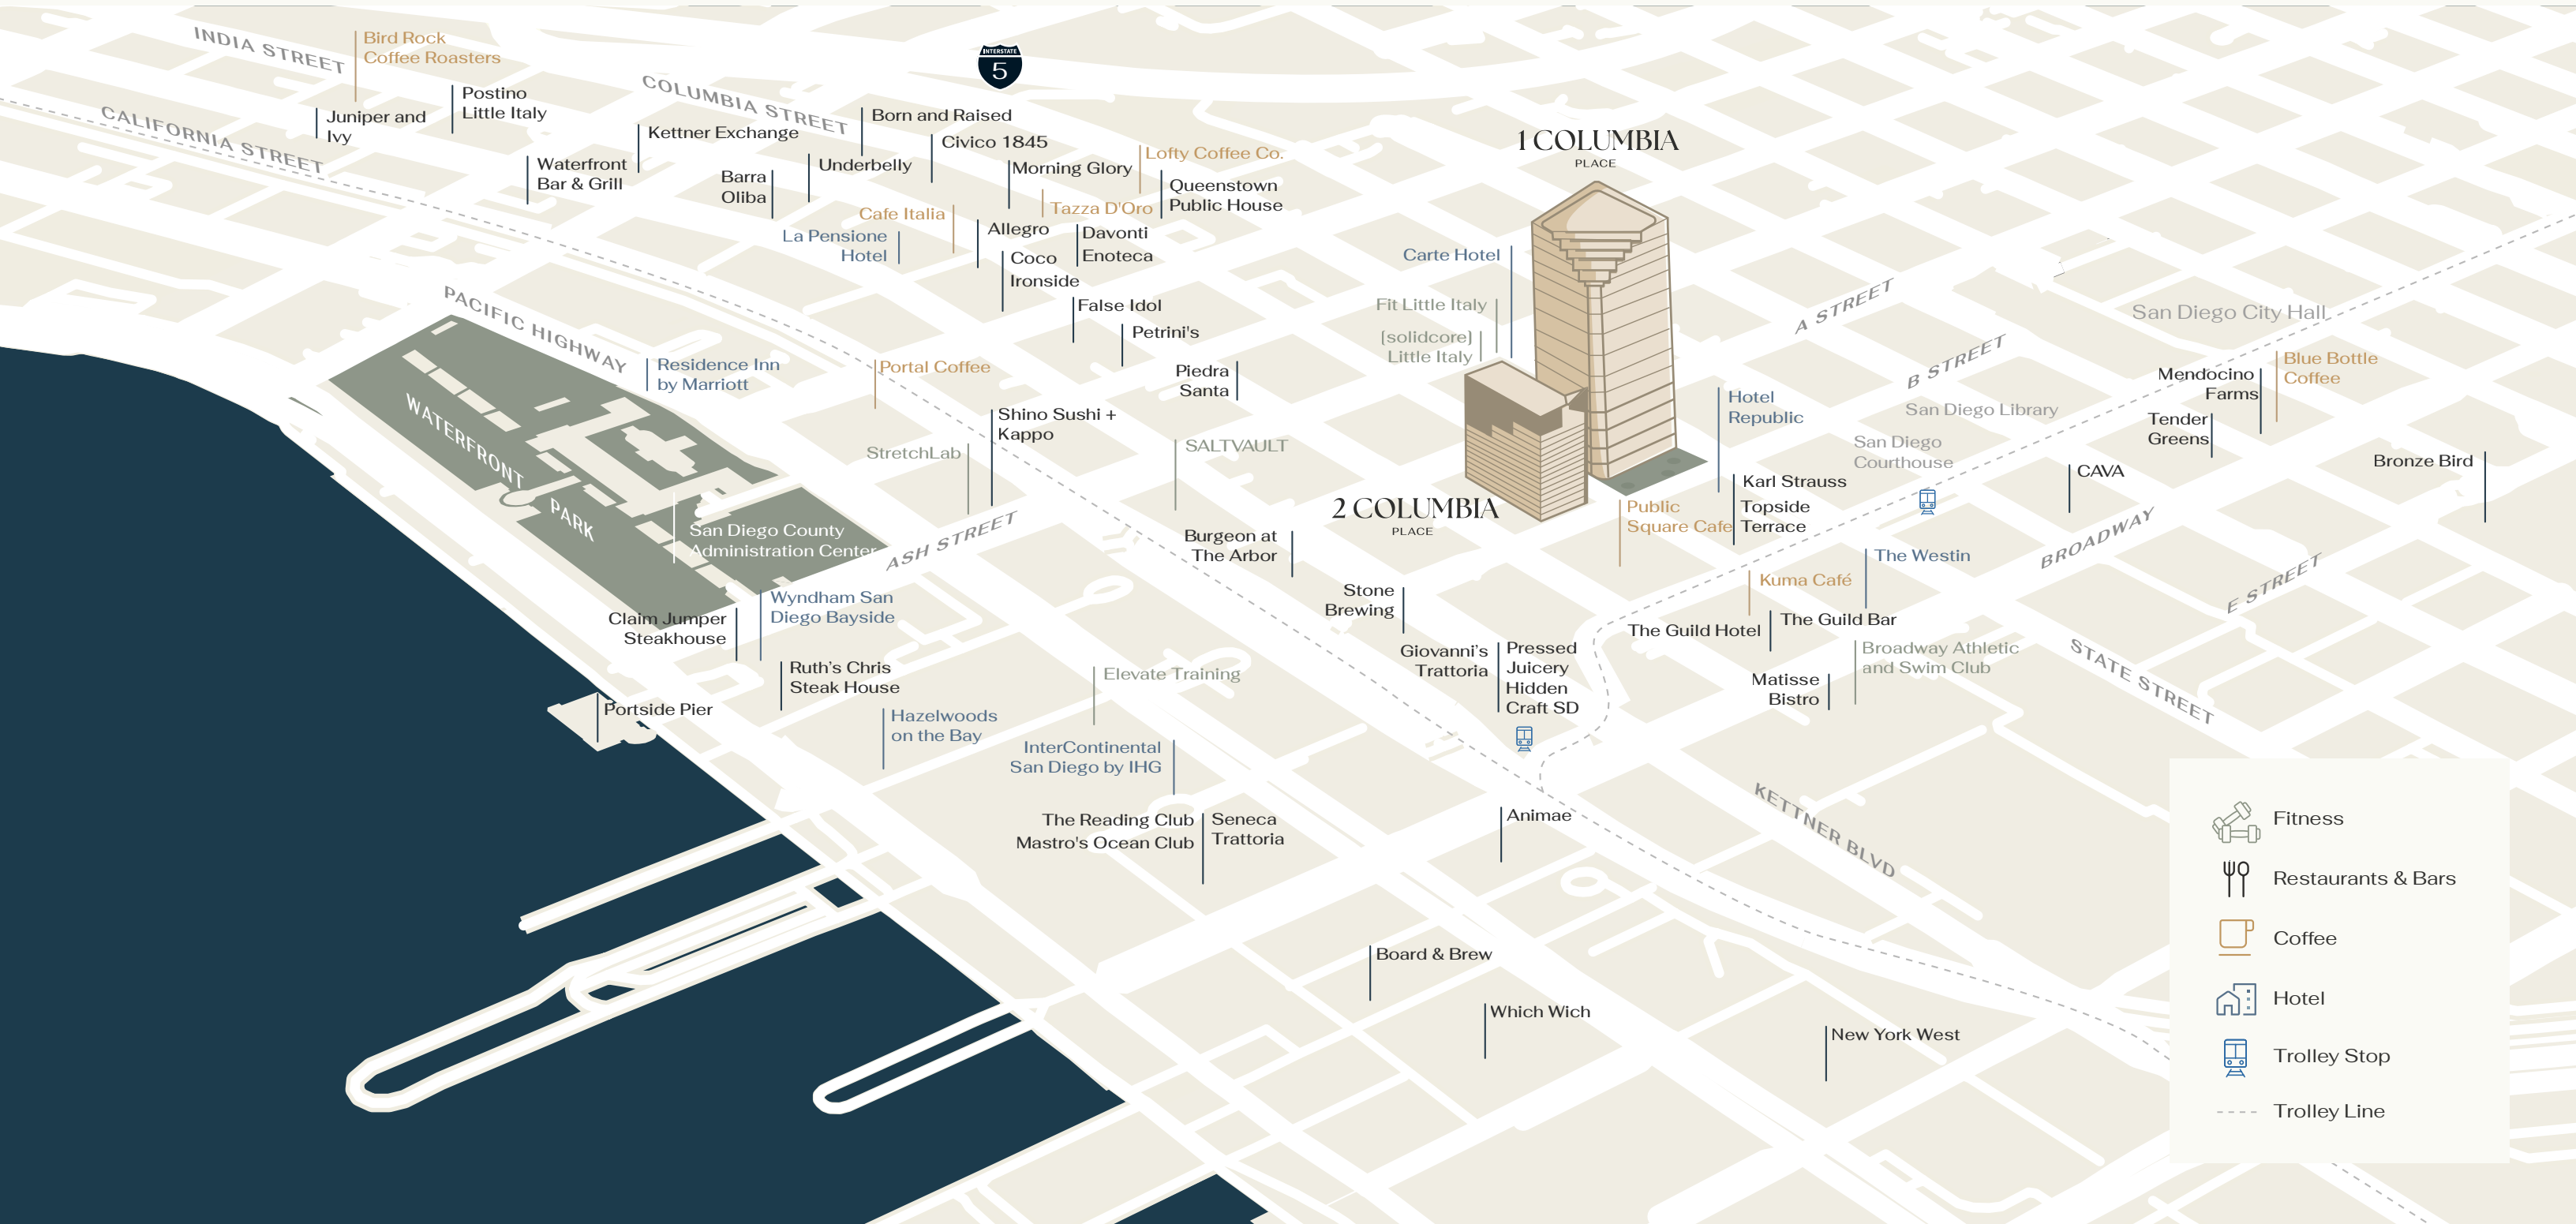 INDIA STREET
Bird Rock
Coffee Roasters
CALIFORNIA STREET
Juniper and
Ivy
Postino
Little Italy
COLUMBIA STREET
INTERSTATE
5
Kettner Exchange
Born and Raised
Civico 1845
Waterfront
Bar & Grill
Barra
Oliba
Underbelly
Morning Glory
Lofty Coffee Co.
Queenstown
Public House
Cafe Italia
Tazza D'Oro
La Pensione
Hotel
Allegro
Davonti
Enoteca
Coco
Ironside
False Idol
Petrini's
PACIFIC HIGHWAY
Residence Inn
by Marriott
Portal Coffee
Piedra
Santa
Shino Sushi +
Kappo
StretchLab
SALTVAULT
WATERFRONT
PARK
San Diego County
Administration Center
ASH STREET
1 COLUMBIA
PLACE
Carte Hotel
Fit Little Italy
[solidcore]
Little Italy
2 COLUMBIA
PLACE
A STREET
B STREET
San Diego City Hall
Hotel
Republic
San Diego Library
San Diego
Courthouse
Mendocino
Farms
Blue Bottle
Coffee
Tender
Greens
Bronze Bird
CAVA
Karl Strauss
Topside
Terrace
Public
Square Cafe
BROADWAY
The Westin
Kuma Café
E STREET
The Guild Hotel
The Guild Bar
Broadway Athletic
and Swim Club
Matisse
Bistro
STATE STREET
Burgeon at
The Arbor
Stone
Brewing
Giovanni's
Trattoria
Pressed
Juicery
Hidden
Craft SD
Claim Jumper
Steakhouse
Wyndham San
Diego Bayside
Ruth's Chris
Steak House
Portside Pier
Hazelwoods
on the Bay
Elevate Training
InterContinental
San Diego by IHG
The Reading Club
Mastro's Ocean Club
Seneca
Trattoria
Animae
KETTNER BLVD
Board & Brew
Which Wich
New York West
Fitness
Restaurants & Bars
Coffee
Hotel
Trolley Stop
Trolley Line